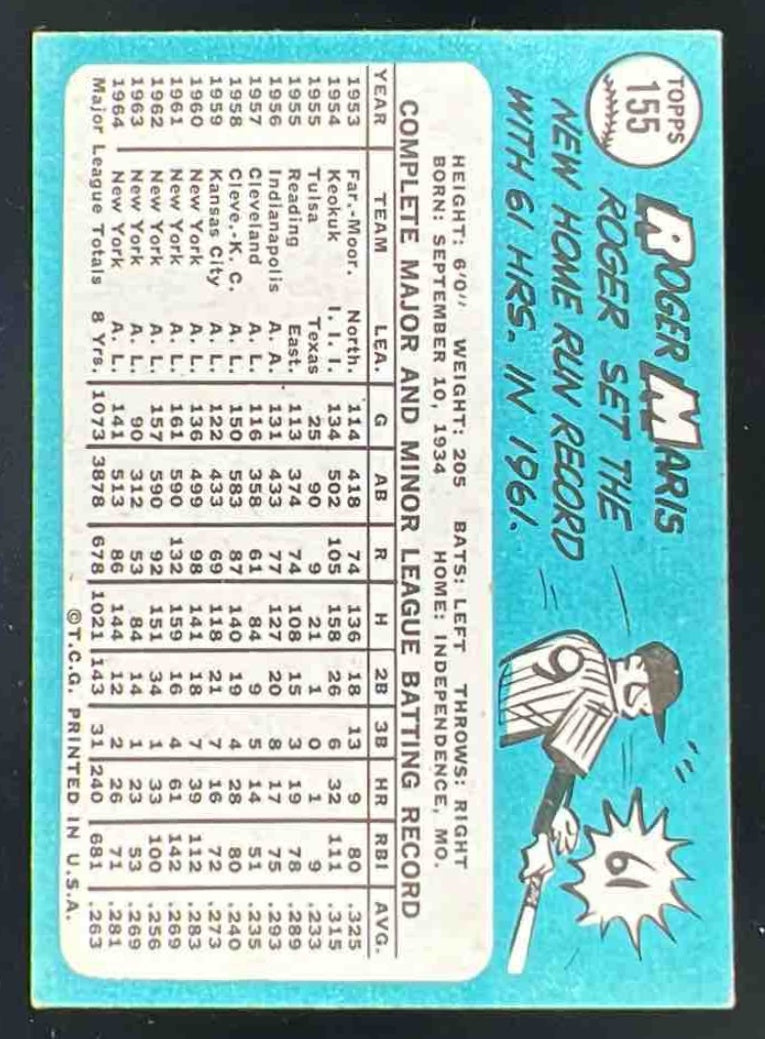 TOPPS
155
ROGER MARIS
ROGER SET THE
NEW HOME RUN RECORD
WITH 61 HRS. IN 1961.
9
61
HEIGHT: 6'0" WEIGHT: 205 BATS: LEFT THROWS: RIGHT
BORN: SEPTEMBER 10, 1934 HOME: INDEPENDENCE, MO.
COMPLETE MAJOR AND MINOR LEAGUE BATTING RECORD
YEAR TEAM LEA. G AB R H 2B 3B HR RBI AVG.
1953 Far.-Moor. North. 114 418 74 136 18 13 9 80 .325
1954 Keokuk I. I. I. 134 502 105 158 26 6 32 111 .315
1955 Tulsa Texas 25 90 9 21 1 0 1 9 .233
1955 Reading East. 113 374 74 108 15 3 19 78 .289
1956 Indianapolis A. A. 131 433 77 127 20 8 17 75 .293
1957 Cleveland A. L. 116 358 61 84 9 5 14 51 .235
1958 Cleve.-K. C. A. L. 150 583 87 140 19 4 28 80 .240
1959 Kansas City A. L. 122 433 69 118 21 7 16 72 .273
1960 New York A. L. 136 499 98 141 18 7 39 112 .283
1961 New York A. L. 161 590 132 159 16 4 61 142 .269
1962 New York A. L. 157 590 92 151 34 1 33 100 .256
1963 New York A. L. 90 312 53 84 14 1 23 53 .269
1964 New York A. L. 141 513 86 144 12 2 26 71 .281
Major League Totals 8 Yrs. 1073 3878 678 1021 143 31 240 681 .263
©T.C.G. PRINTED IN U.S.A.